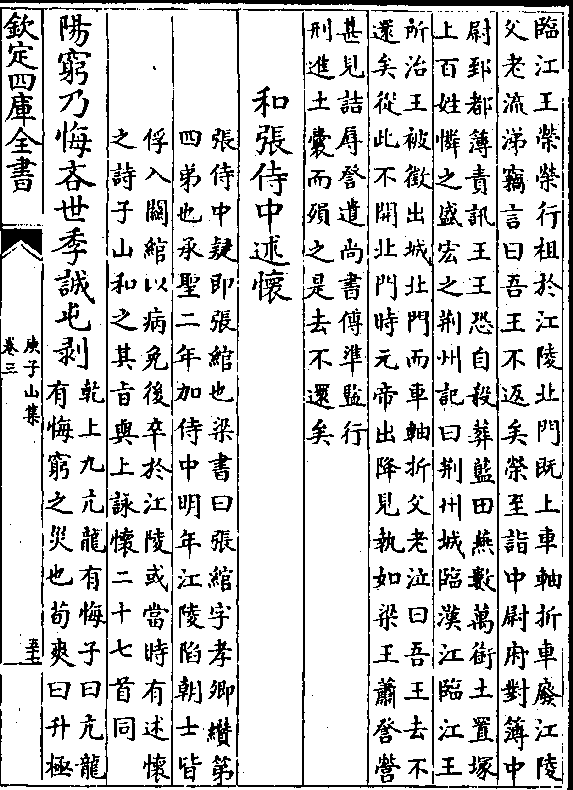 臨江王榮榮行祖於江陵北門既上車軸折車廢江陵
父老流涕竊言曰吾王不返矣榮至詣中尉府對簿中
尉郅都簿責訊王王恐自殺葬藍田燕數萬銜土置塚
上百姓憐之盛宏之荆州記曰荆州城臨漢江臨江王
所治王被徵出城北門而車軸折父老泣曰吾王去不
還矣從此不開北門時元帝出降見執如梁王蕭詧營
甚見詰辱詧遣尚書傅準監行
刑進土囊而殞之是去不還矣
和張侍中述懷
張侍中疑即張綰也梁書曰張綰字孝卿纘第
四弟也承聖二年加侍中明年江陵陷朝士皆
俘入關綰以病免後卒於江陵或當時有述懷
之詩子山和之其旨與上詠懷二十七首同
陽窮乃悔吝世季誠屯剥
乾上九亢龍有悔子曰亢龍
有悔窮之災也荀爽曰升極
欽定四庫全書
庾子山集
卷三